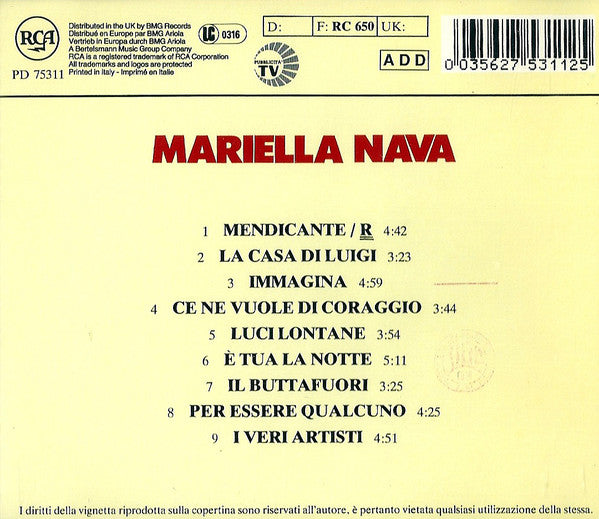 RCA
PD 75311
Distributed in the UK by BMG Records
Distribué en Europe par BMG Ariola
Vertrieb in Europa durch BMG Ariola
A Bertelsmann Music Group Company
RCA is a registered trademark of RCA Corporation
All trademarks and logos are protected
Printed in Italy - Imprimé en Italie
LC 0316
PUBBLICITÀ
TV
D: F: RC 650 UK:
ADD
0 035627 531125
MARIELLA NAVA
1 MENDICANTE / R 4:42
2 LA CASA DI LUIGI 3:23
3 IMMAGINA 4:59
4 CE NE VUOLE DI CORAGGIO 3:44
5 LUCI LONTANE 3:54
6 È TUA LA NOTTE 5:11
7 IL BUTTAFUORI 3:25
8 PER ESSERE QUALCUNO 4:25
9 I VERI ARTISTI 4:51
I diritti della vignetta riprodotta sulla copertina sono riservati all'autore, è pertanto vietata qualsiasi utilizzazione della stessa.